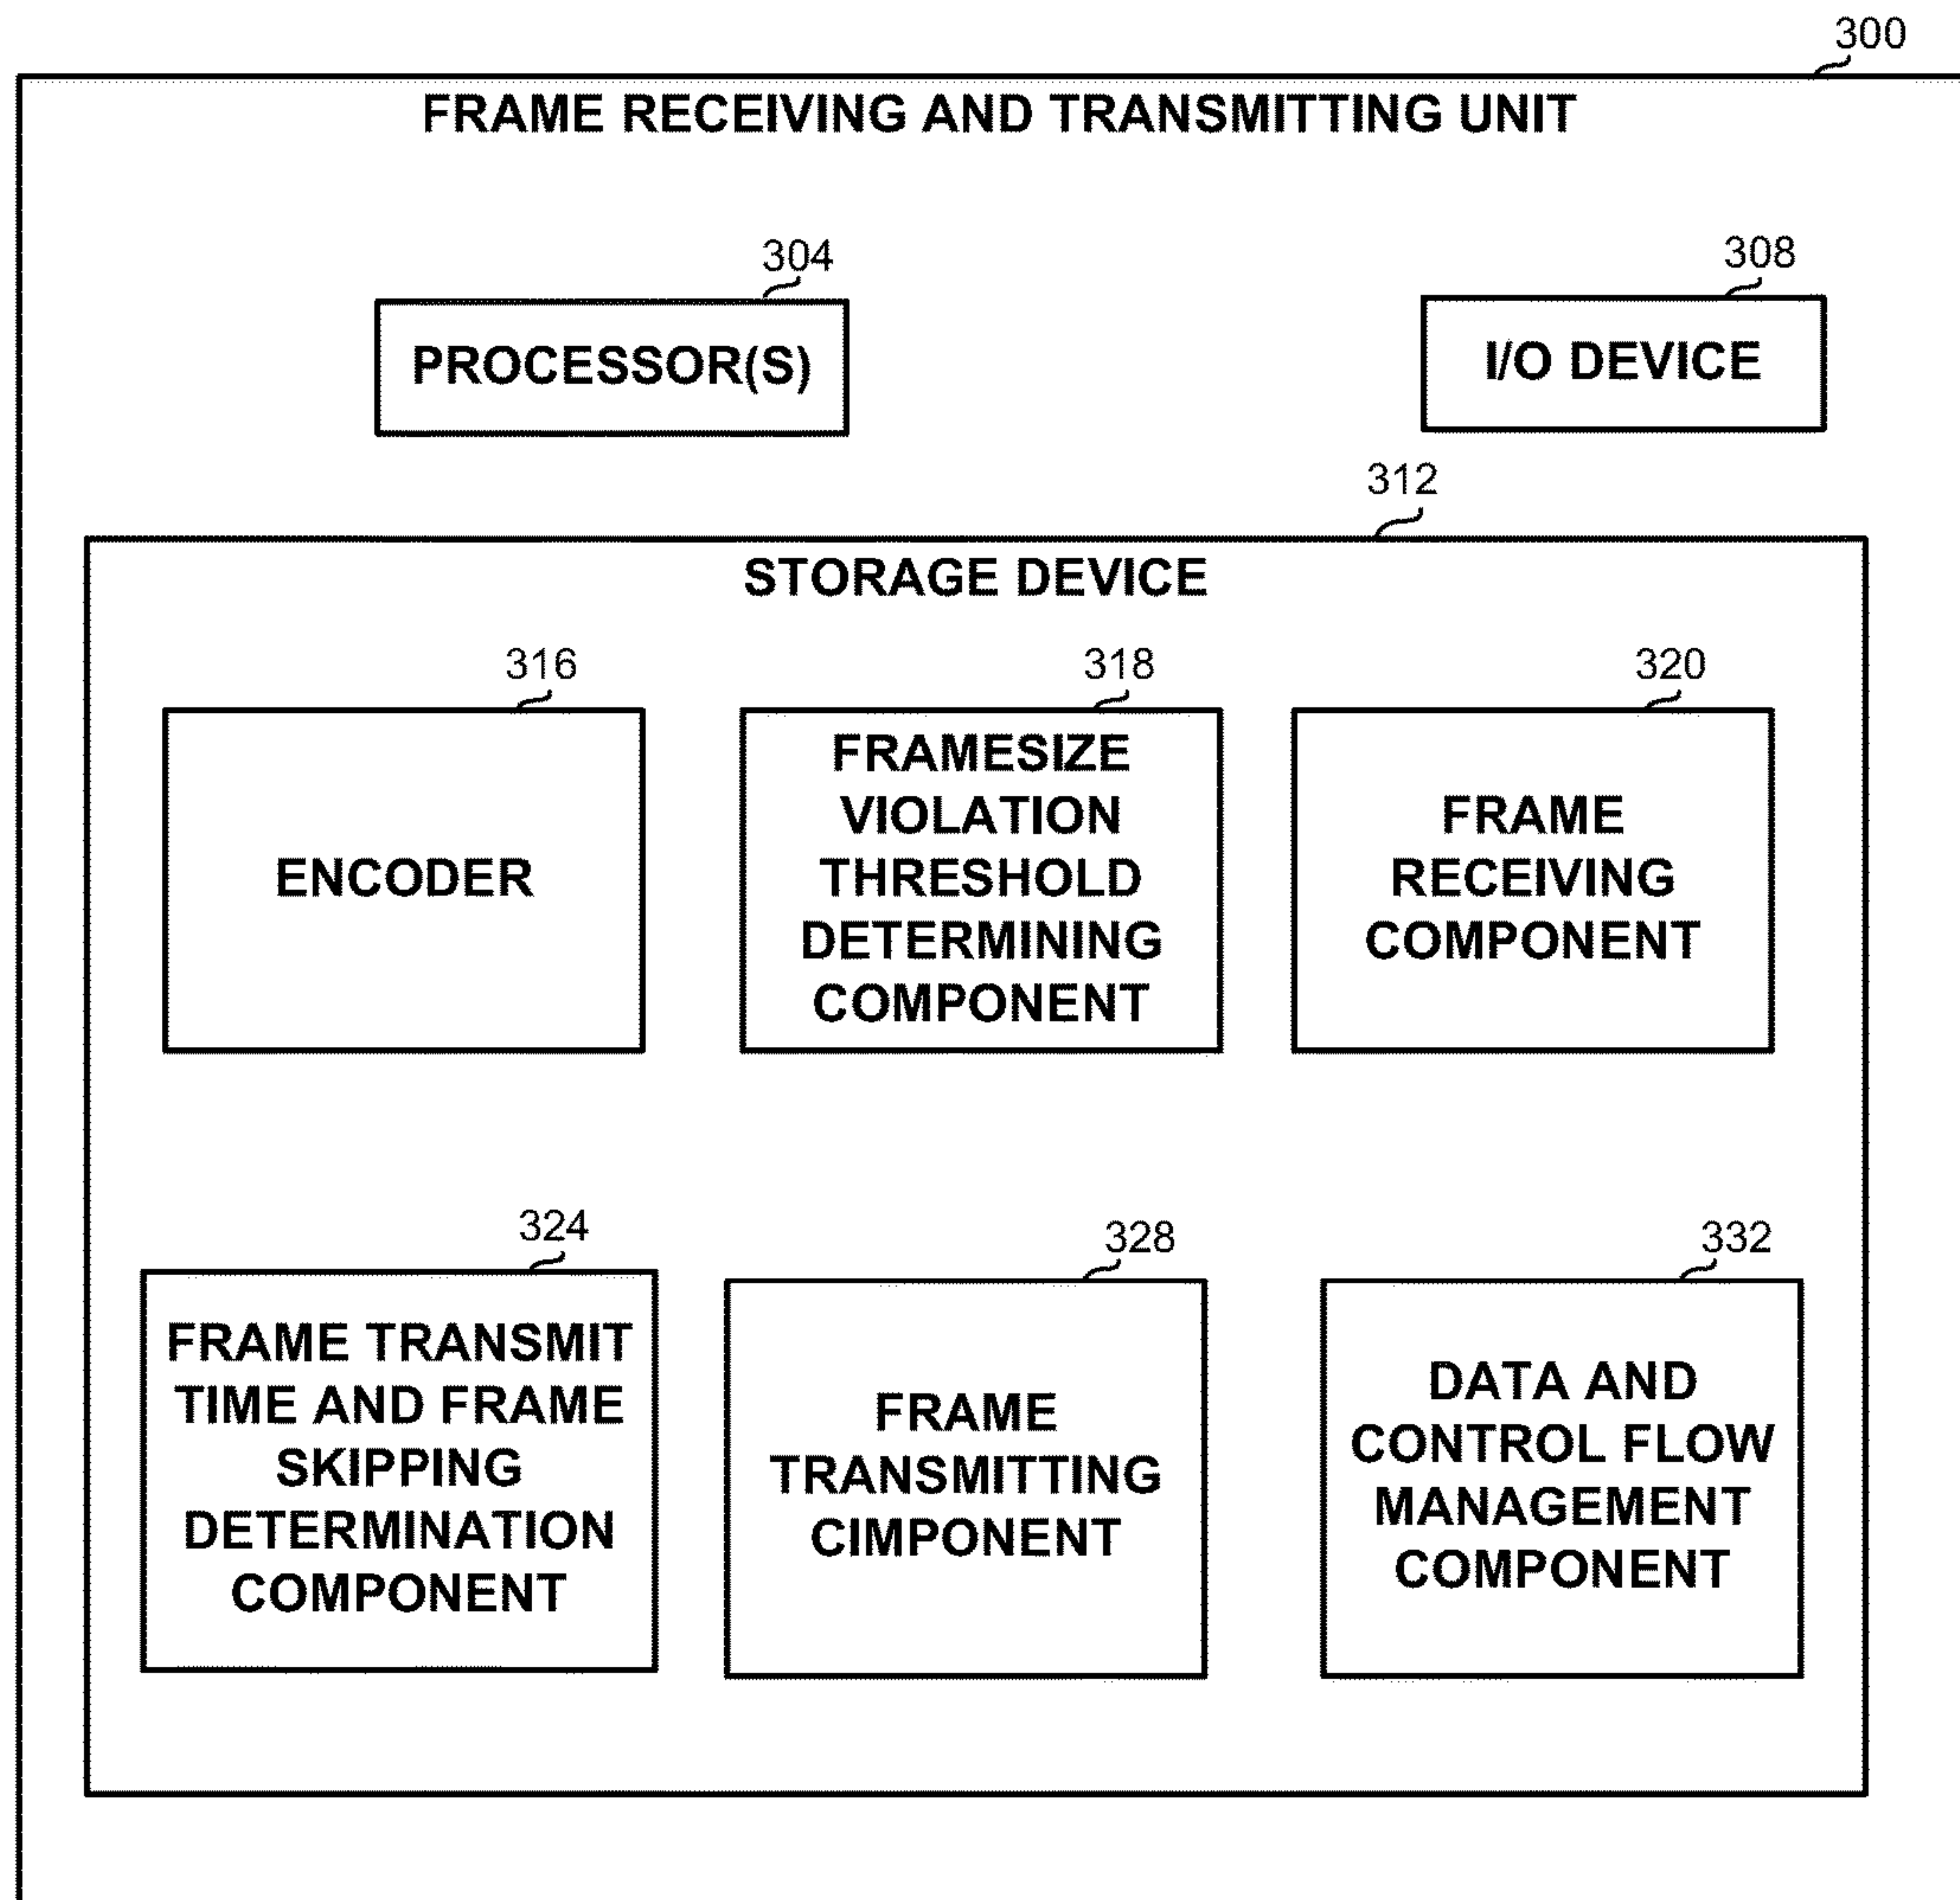 300
FRAME RECEIVING AND TRANSMITTING UNIT
304
PROCESSOR(S)
308
I/O DEVICE
312
STORAGE DEVICE
316
ENCODER
318
FRAMESIZE
VIOLATION
THRESHOLD
DETERMINING
COMPONENT
320
FRAME
RECEIVING
COMPONENT
324
FRAME TRANSMIT
TIME AND FRAME
SKIPPING
DETERMINATION
COMPONENT
328
FRAME
TRANSMITTING
CIMPONENT
332
DATA AND
CONTROL FLOW
MANAGEMENT
COMPONENT